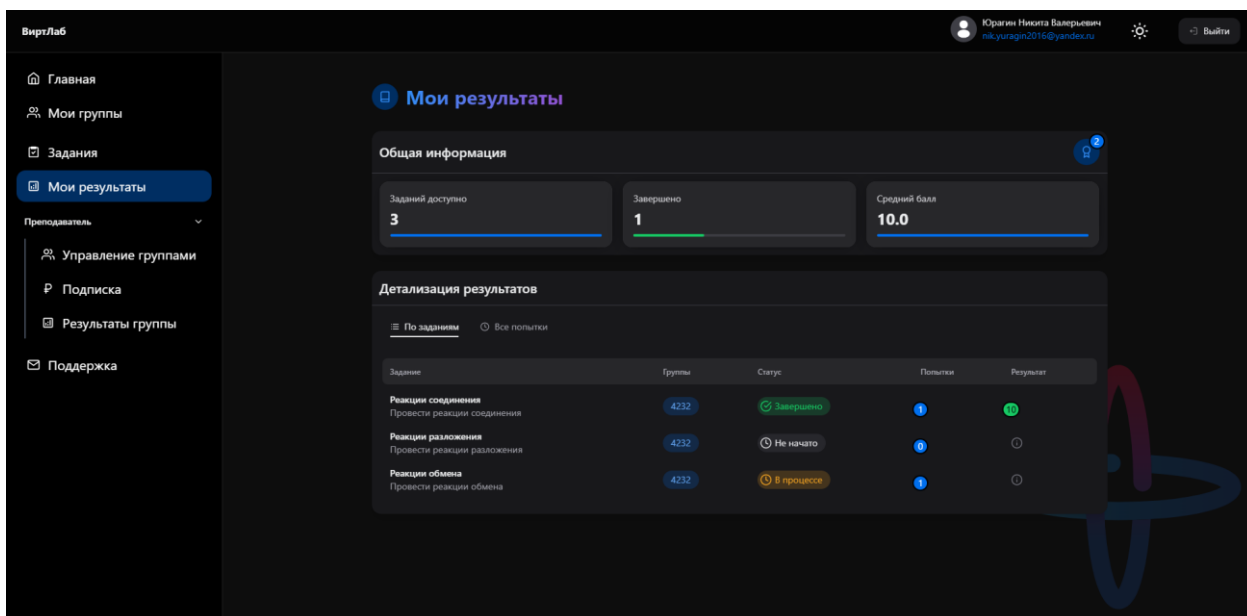 ВиртЛаб
Юрагин Никита Валерьевич
nik.yuragin2016@yandex.ru
Выйти
Главная
Мои группы
Задания
Мои результаты
Преподаватель
Управление группами
Подписка
Результаты группы
Поддержка
Мои результаты
Общая информация
2
Заданий доступно
3
Завершено
1
Средний балл
10.0
Детализация результатов
По заданиям Все попытки
Задание Группы Статус Попытки Результат
Реакции соединения
Провести реакции соединения
4232 Завершено 1 10
Реакции разложения
Провести реакции разложения
4232 Не начато 0
Реакции обмена
Провести реакции обмена
4232 В процессе 1